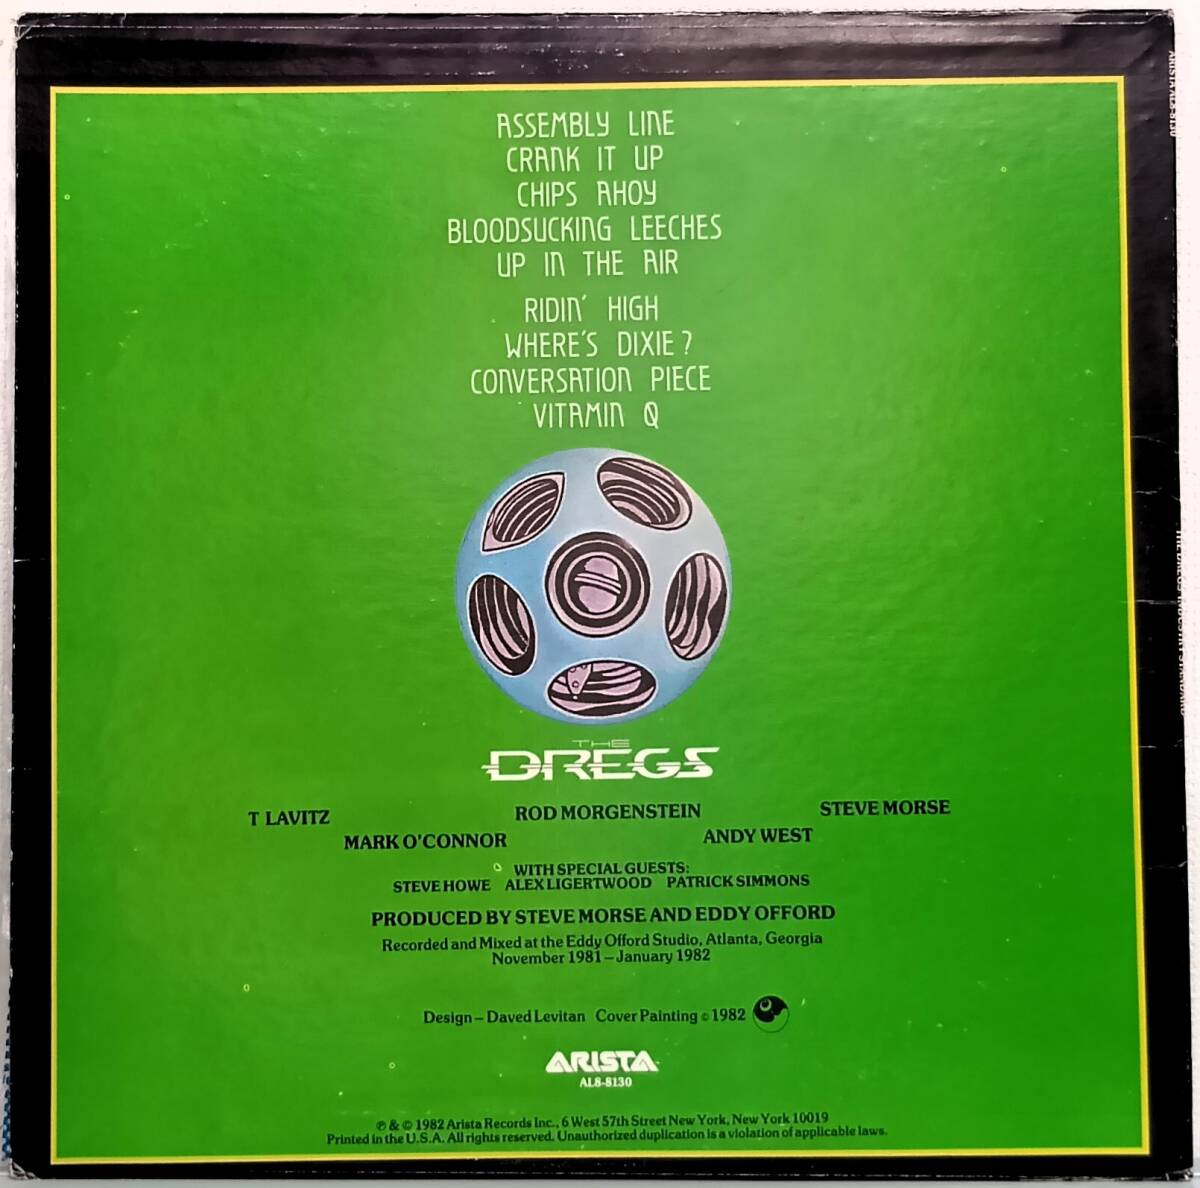 ASSEMBLY LINE
CRANK IT UP
CHIPS AHOY
BLOODSUCKING LEECHES
UP IN THE AIR
RIDIN' HIGH
WHERE'S DIXIE?
CONVERSATION PIECE
VITAMIN Q
THE
DREGS
T LAVITZ ROD MORGENSTEIN STEVE MORSE
MARK O'CONNOR ANDY WEST
WITH SPECIAL GUESTS:
STEVE HOWE ALEX LIGERTWOOD PATRICK SIMMONS
PRODUCED BY STEVE MORSE AND EDDY OFFORD
Recorded and Mixed at the Eddy Offord Studio, Atlanta, Georgia
November 1981 – January 1982
Design – Daved Levitan Cover Painting © 1982
ARISTA
AL8-8130
℗ & © 1982 Arista Records Inc., 6 West 57th Street New York, New York 10019
Printed in the U.S.A. All rights reserved. Unauthorized duplication is a violation of applicable laws.
ARISTA AL8-8130